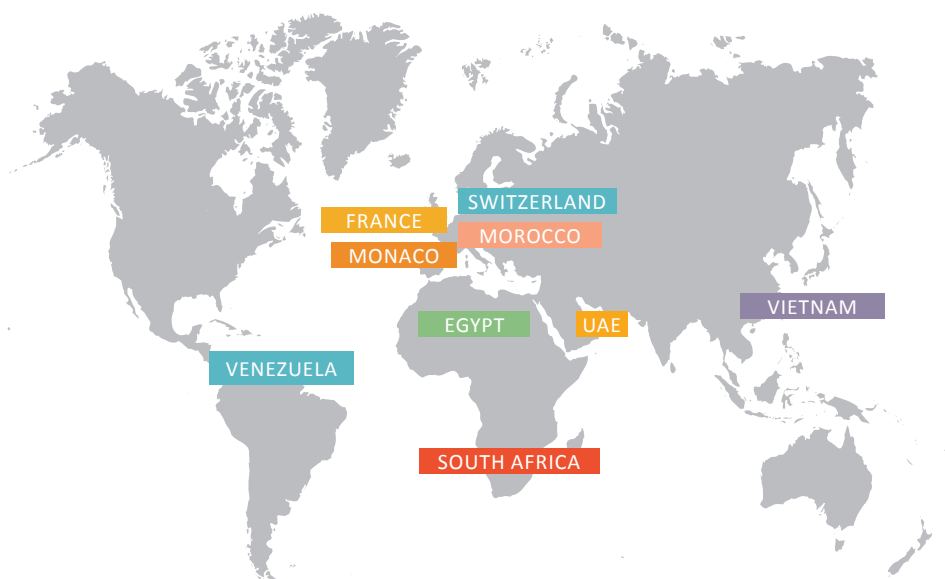 SWITZERLAND
FRANCE
MOROCCO
MONACO
VIETNAM
EGYPT
UAE
VENEZUELA
SOUTH AFRICA